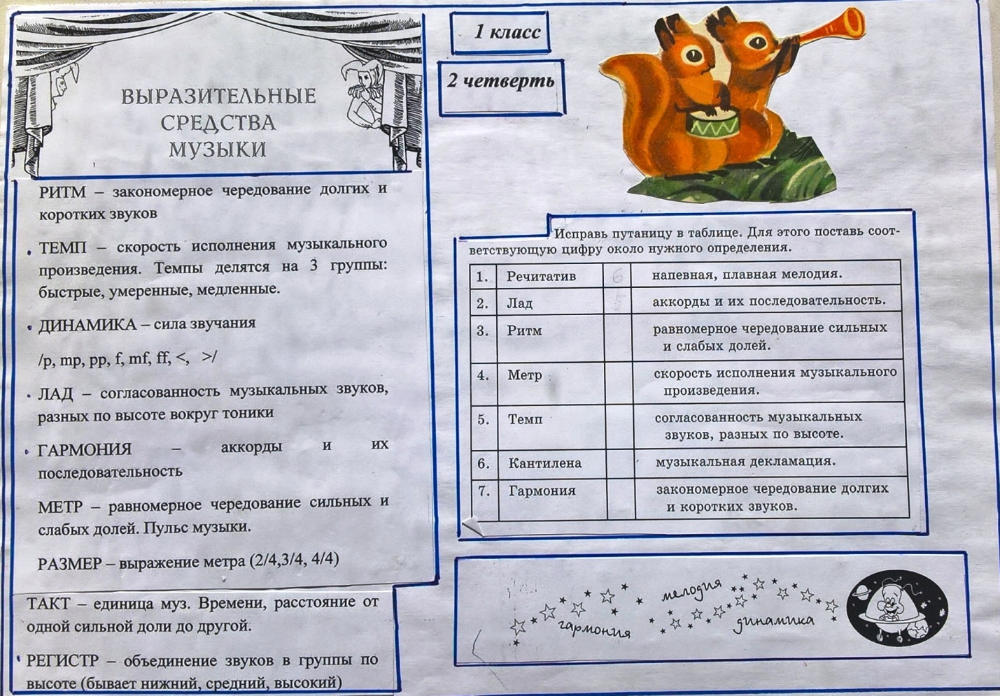 ВЫРАЗИТЕЛЬНЫЕ
СРЕДСТВА
МУЗЫКИ
РИТМ – закономерное чередование долгих и
коротких звуков
ТЕМП – скорость исполнения музыкального
произведения. Темпы делятся на 3 группы:
быстрые, умеренные, медленные.
ДИНАМИКА – сила звучания
/p, mp, pp, f, mf, ff, <, >/
ЛАД – согласованность музыкальных звуков,
разных по высоте вокруг тоники
ГАРМОНИЯ – аккорды и их
последовательность
МЕТР – равномерное чередование сильных и
слабых долей. Пульс музыки.
РАЗМЕР – выражение метра (2/4,3/4, 4/4)
ТАКТ – единица муз. Времени, расстояние от
одной сильной доли до другой.
РЕГИСТР – объединение звуков в группы по
высоте (бывает нижний, средний, высокий)
1 класс
2 четверть
Исправь путаницу в таблице. Для этого поставь соот-
ветствующую цифру около нужного определения.
1. Речитатив 6 напевная, плавная мелодия.
2. Лад аккорды и их последовательность.
3. Ритм равномерное чередование сильных
и слабых долей.
4. Метр скорость исполнения музыкального
произведения.
5. Темп согласованность музыкальных
звуков, разных по высоте.
6. Кантилена музыкальная декламация.
7. Гармония закономерное чередование долгих
и коротких звуков.
мелодия
гармония
динамика